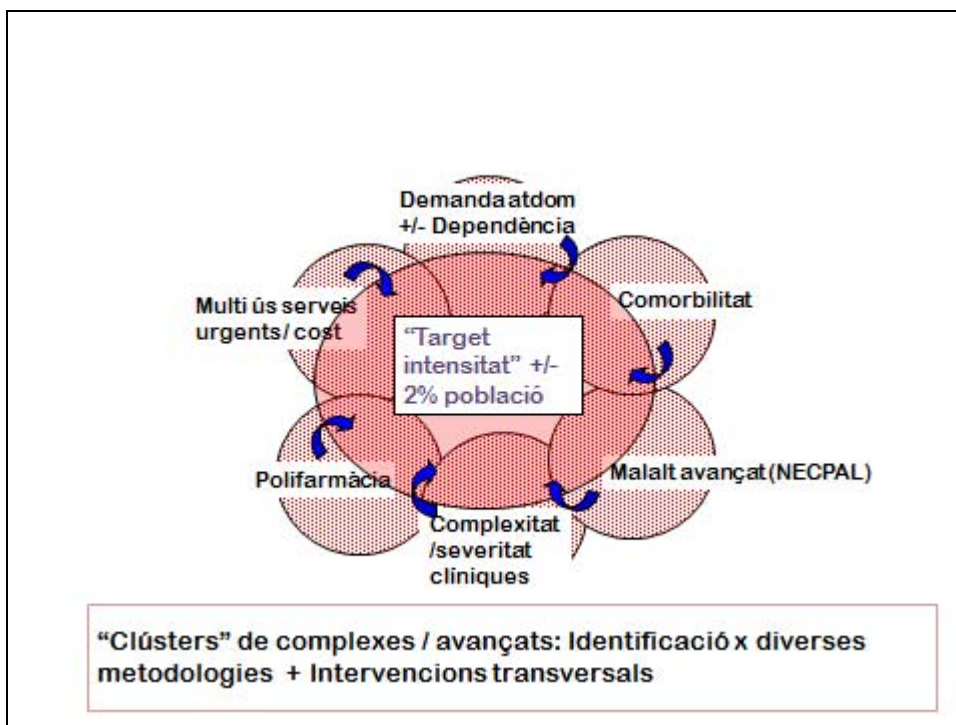 Demanda atdom
+/- Dependència
Multi ús serveis
urgents/ cost
Comorbilitat
“Target
intensitat” +/-
2% població
Polifarmàcia
Malalt avançat (NECPAL)
Complexitat
/severitat
clíniques
“Clústers” de complexes / avançats: Identificació x diverses
metodologies + Intervencions transversals